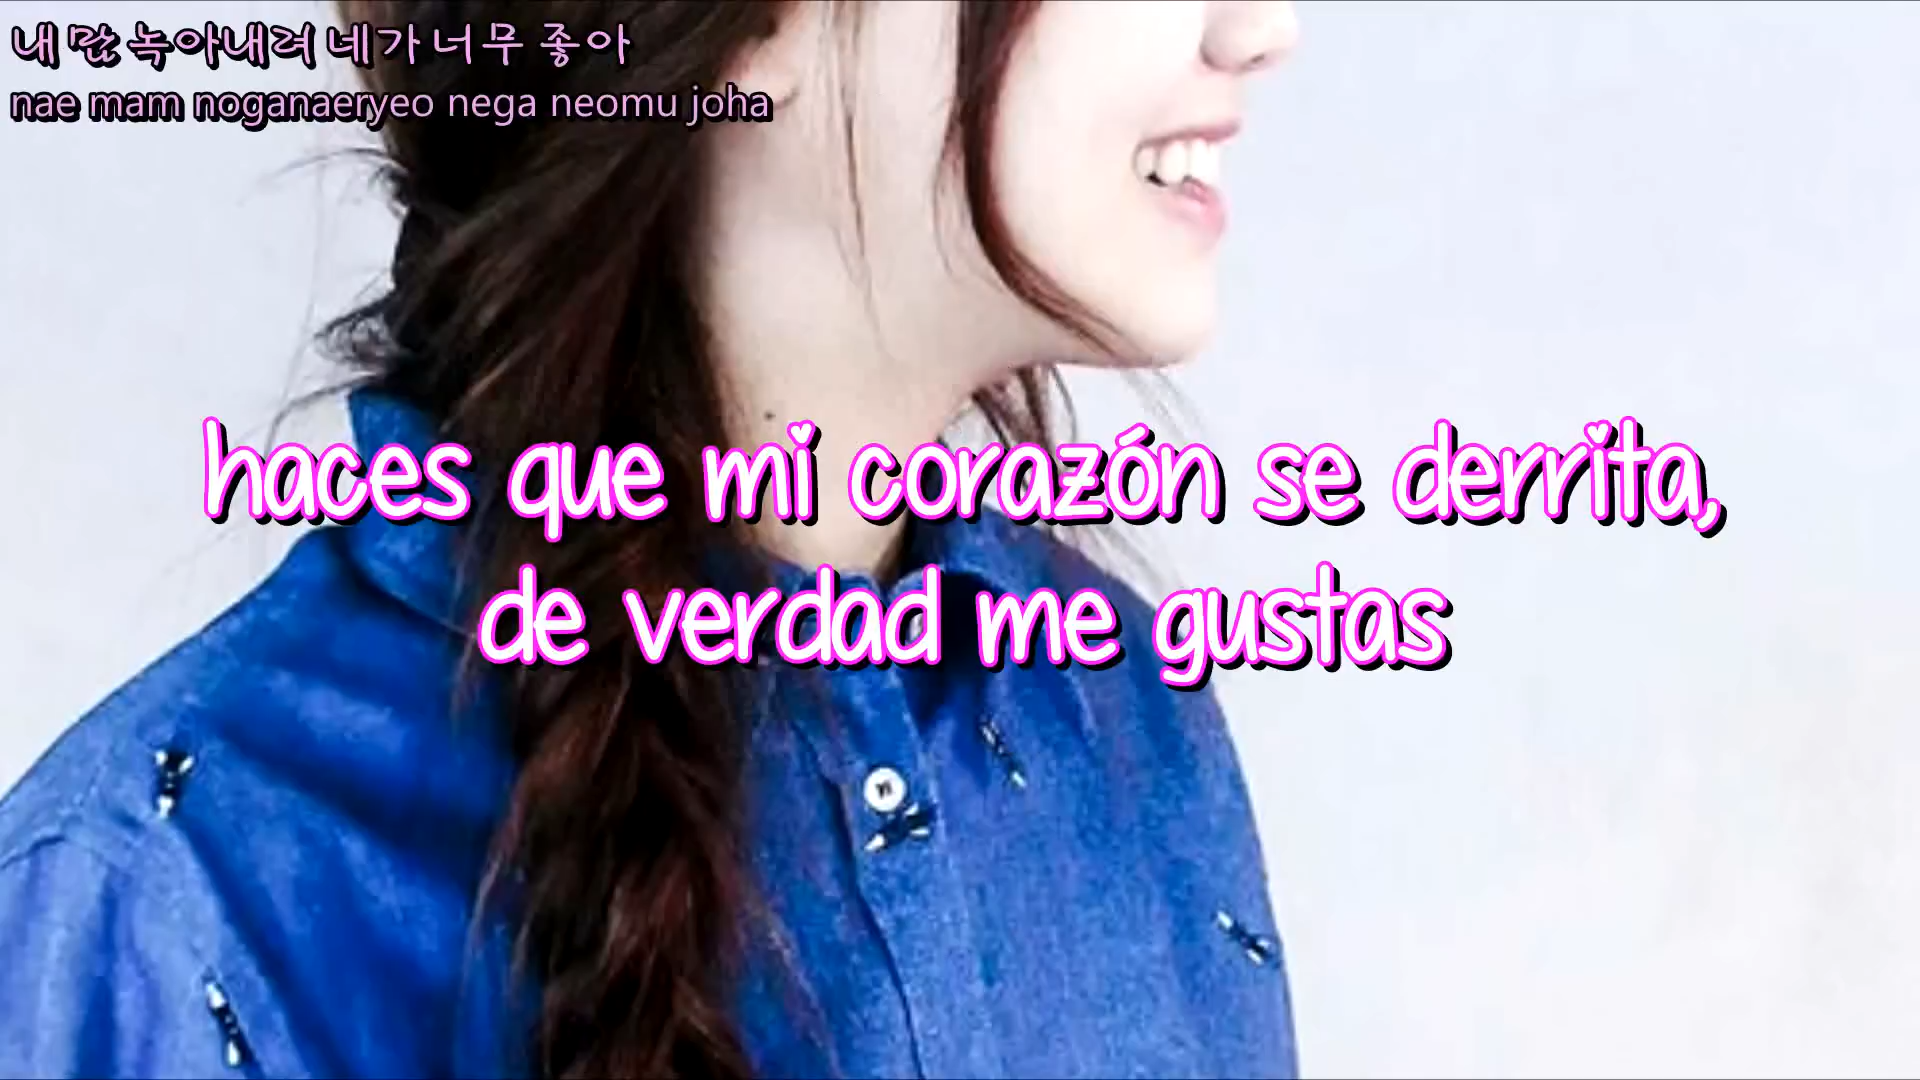 내 맘 녹아내려 네가 너무 좋아
nae mam noganaeryeo nega neomu joha
haces que mi corazón se derrita,
de verdad me gustas